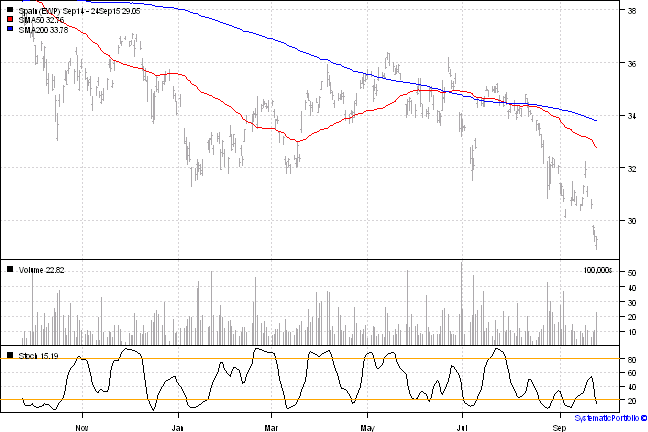 Spain (EWP) Sep14 - 24Sep15 29.05
SMA50 32.76
SMA200 33.78
38
36
34
32
30
Volume 22.82
100,000s
50
40
30
20
10
Stoch 15.19
80
60
40
20
Nov
Jan
Mar
May
Jul
Sep
SystematicPortfolio ©